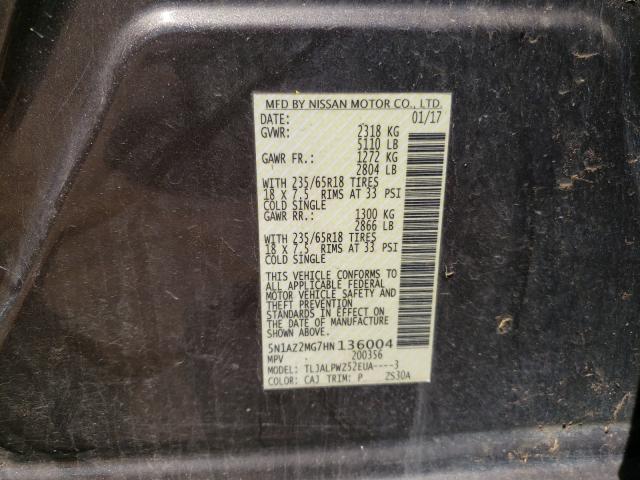 MFD BY NISSAN MOTOR CO., LTD.
DATE: 01/17
GVWR: 2318 KG
5110 LB
GAWR FR.: 1272 KG
2804 LB
WITH 235/65R18 TIRES
18 X 7.5 RIMS AT 33 PSI
COLD SINGLE
GAWR RR.: 1300 KG
2866 LB
WITH 235/65R18 TIRES
18 X 7.5 RIMS AT 33 PSI
COLD SINGLE
THIS VEHICLE CONFORMS TO
ALL APPLICABLE FEDERAL
MOTOR VEHICLE SAFETY AND
THEFT PREVENTION
STANDARDS IN EFFECT ON
THE DATE OF MANUFACTURE
SHOWN ABOVE.
5N1AZ2MG7HN136004
MPV 200356
MODEL: TLJALPWZ52EUA----3
COLOR: CAJ TRIM: P ZS30A